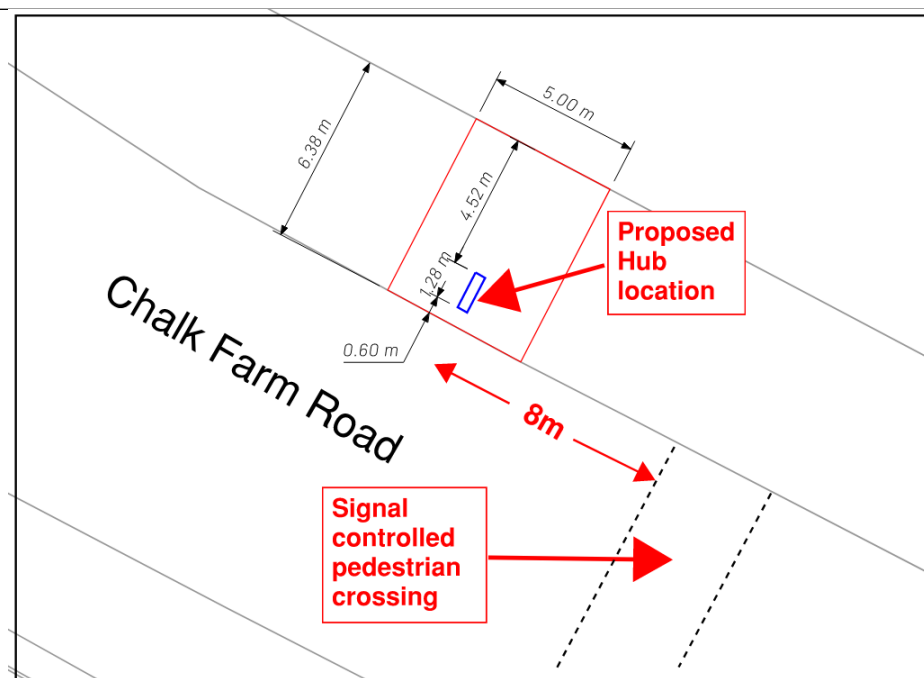 5.00 m
6.38 m
4.52 m
1.28 m
0.60 m
Proposed
Hub
location
Chalk Farm Road
8m
Signal
controlled
pedestrian
crossing